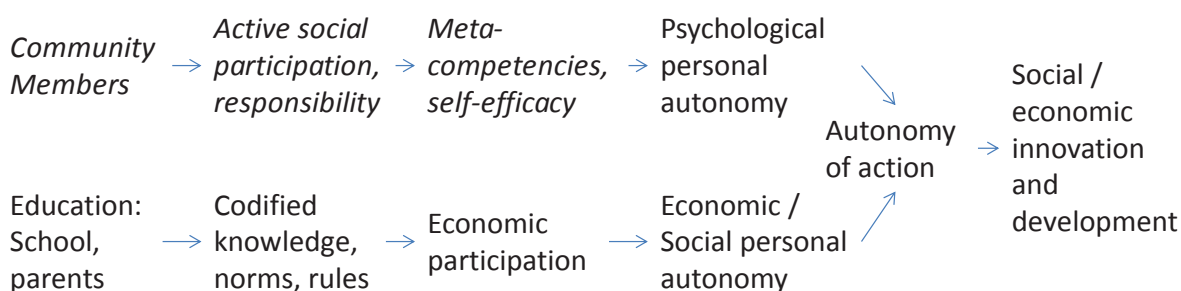 Community
Members
Active social
participation,
responsibility
Meta-
competencies,
self-efficacy
Psychological
personal
autonomy
Education:
School,
parents
Codified
knowledge,
norms, rules
Economic
participation
Economic /
Social personal
autonomy
Autonomy
of action
Social /
economic
innovation
and
development